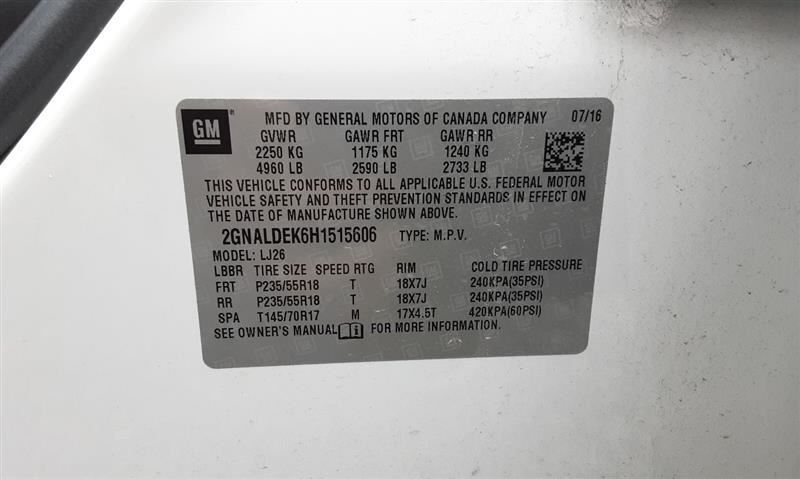 GM
MFD BY GENERAL MOTORS OF CANADA COMPANY 07/16
GVWR GAWR FRT GAWR RR
2250 KG 1175 KG 1240 KG
4960 LB 2590 LB 2733 LB
THIS VEHICLE CONFORMS TO ALL APPLICABLE U.S. FEDERAL MOTOR
VEHICLE SAFETY AND THEFT PREVENTION STANDARDS IN EFFECT ON
THE DATE OF MANUFACTURE SHOWN ABOVE.
2GNALDEK6H1515606 TYPE: M.P.V.
MODEL: LJ26
LBBR TIRE SIZE SPEED RTG RIM COLD TIRE PRESSURE
FRT P235/55R18 T 18X7J 240KPA(35PSI)
RR P235/55R18 T 18X7J 240KPA(35PSI)
SPA T145/70R17 M 17X4.5T 420KPA(60PSI)
SEE OWNER'S MANUAL i FOR MORE INFORMATION.